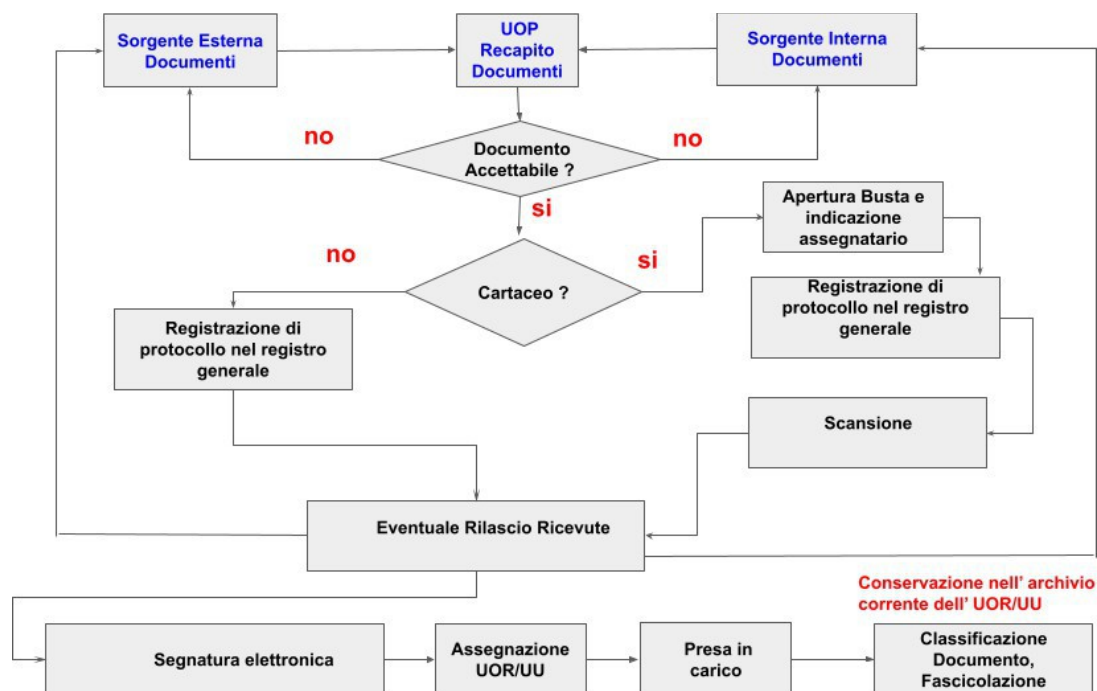 Sorgente Esterna
Documenti
UOP
Recapito
Documenti
Sorgente Interna
Documenti
no
no
Documento
Accettabile ?
si
Apertura Busta e
indicazione
assegnatario
no
si
Cartaceo ?
Registrazione di
protocollo nel registro
generale
Registrazione di
protocollo nel registro
generale
Scansione
Eventuale Rilascio Ricevute
Conservazione nell' archivio
corrente dell' UOR/UU
Segnatura elettronica
Assegnazione
UOR/UU
Presa in
carico
Classificazione
Documento,
Fascicolazione